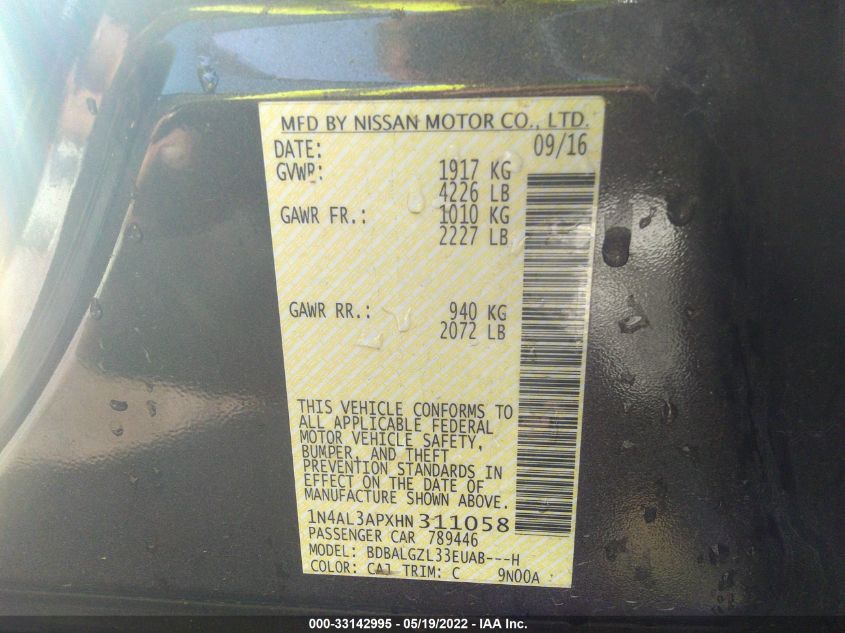 MFD BY NISSAN MOTOR CO., LTD.
DATE: 09/16
GVWR: 1917 KG
4226 LB
GAWR FR.: 1010 KG
2227 LB
GAWR RR.: 940 KG
2072 LB
THIS VEHICLE CONFORMS TO
ALL APPLICABLE FEDERAL
MOTOR VEHICLE SAFETY,
BUMPER, AND THEFT
PREVENTION STANDARDS IN
EFFECT ON THE DATE OF
MANUFACTURE SHOWN ABOVE.
1N4AL3APXHN311058
PASSENGER CAR 789446
MODEL: BDBALGZL33EUAB---H
COLOR: CAJ TRIM: C 9N00A
000-33142995 - 05/19/2022 - IAA Inc.